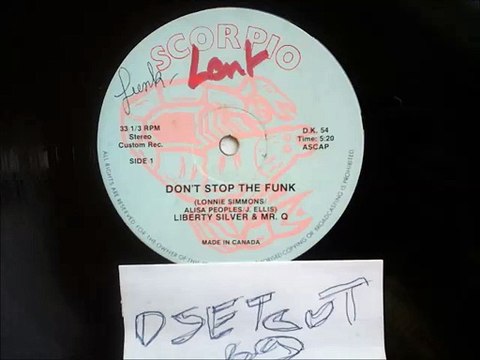 SCORPIO
Funk
33 1/3 RPM
Stereo
Custom Rec.
SIDE 1
D.K. 54
Time: 5:20
ASCAP
DON'T STOP THE FUNK
(LONNIE SIMMONS/
ALISA PEOPLES/J. ELLIS)
LIBERTY SILVER & MR. Q
MADE IN CANADA
DSETCUT